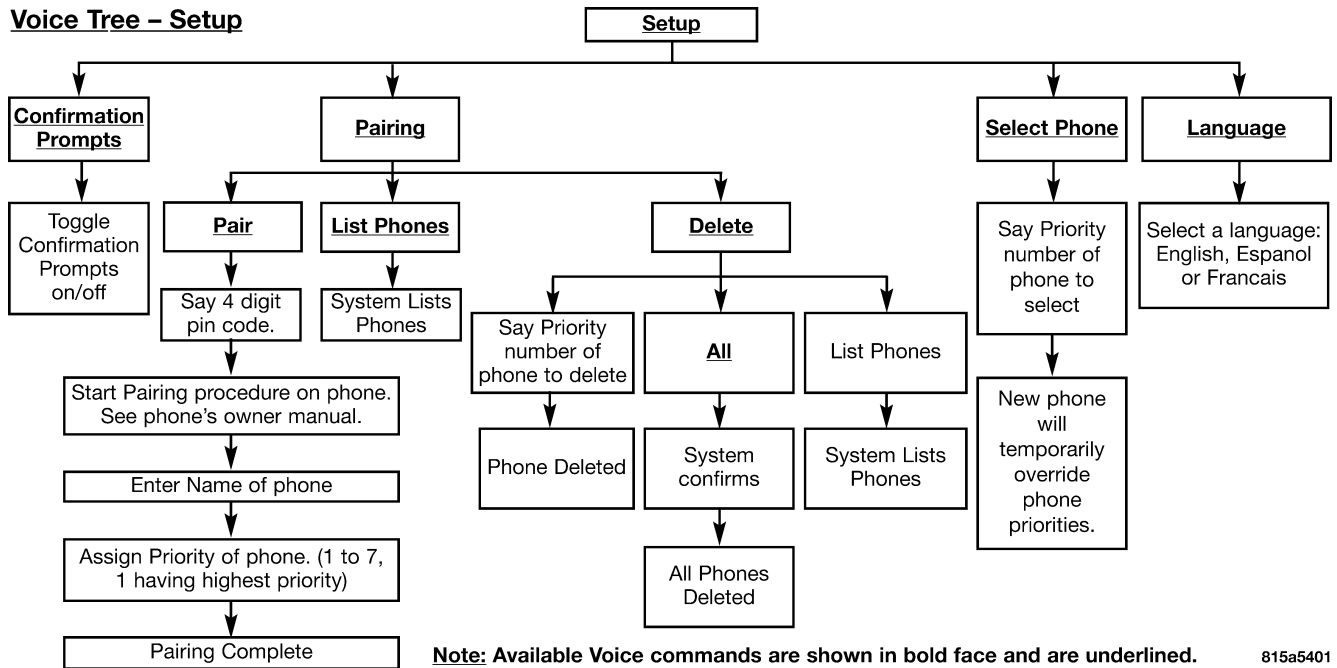 Voice Tree – Setup
Setup
Confirmation
Prompts
Pairing
Select Phone
Language
Toggle
Confirmation
Prompts
on/off
Pair
List Phones
Delete
Say Priority
number of
phone to
select
Select a language:
English, Espanol
or Francais
Say 4 digit
pin code.
System Lists
Phones
Say Priority
number of
phone to delete
All
List Phones
Start Pairing procedure on phone.
See phone’s owner manual.
New phone
will
temporarily
override
phone
priorities.
Phone Deleted
System
confirms
System Lists
Phones
Enter Name of phone
Assign Priority of phone. (1 to 7,
1 having highest priority)
All Phones
Deleted
Pairing Complete
Note: Available Voice commands are shown in bold face and are underlined.
815a5401